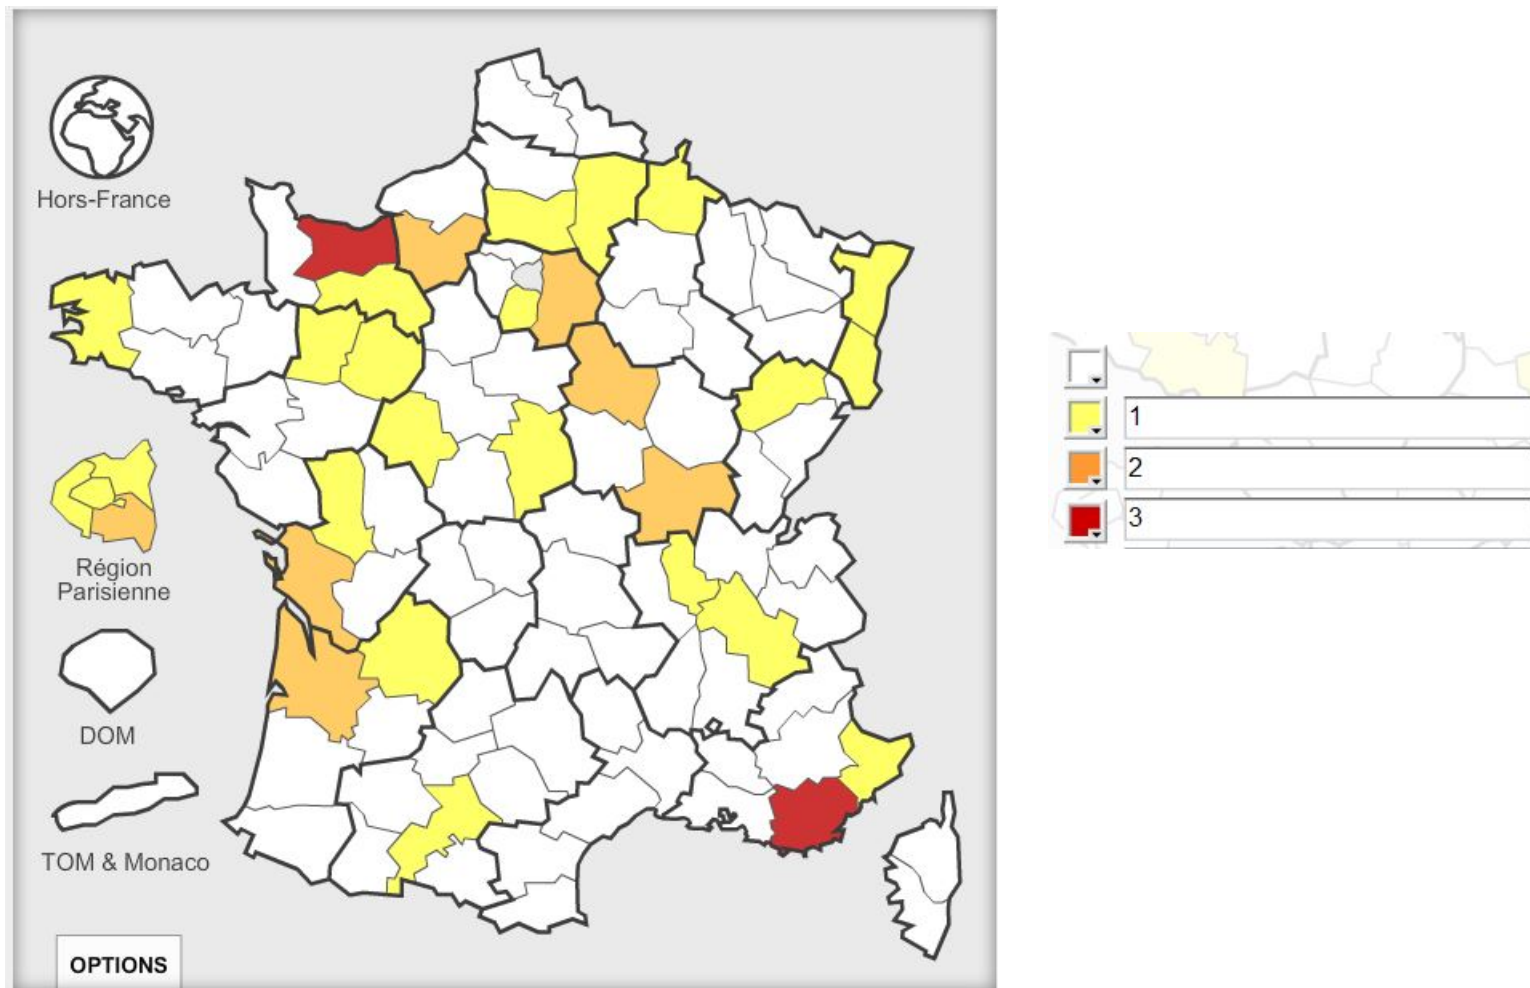 Hors-France
Région
Parisienne
DOM
TOM & Monaco
OPTIONS
1
2
3